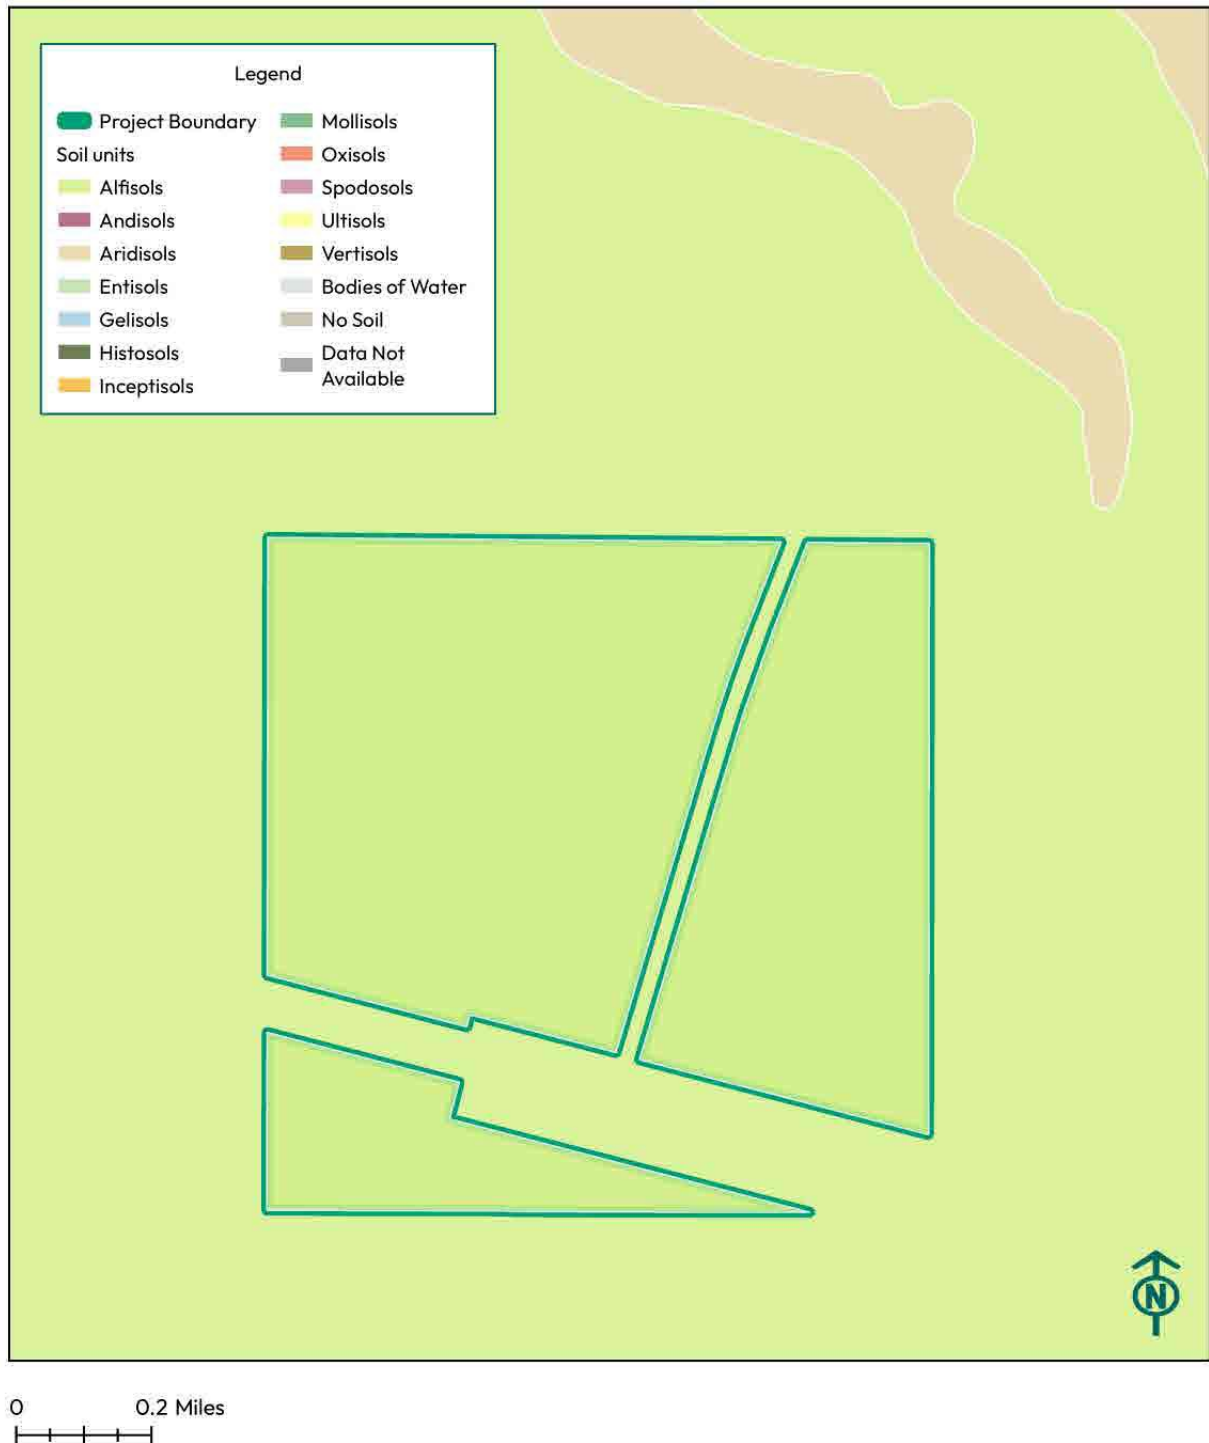 Legend
Project Boundary
Soil units
Alfisols
Andisols
Aridisols
Entisols
Gelisols
Histosols
Inceptisols
Mollisols
Oxisols
Spodosols
Ultisols
Vertisols
Bodies of Water
No Soil
Data Not
Available
N
0 0.2 Miles